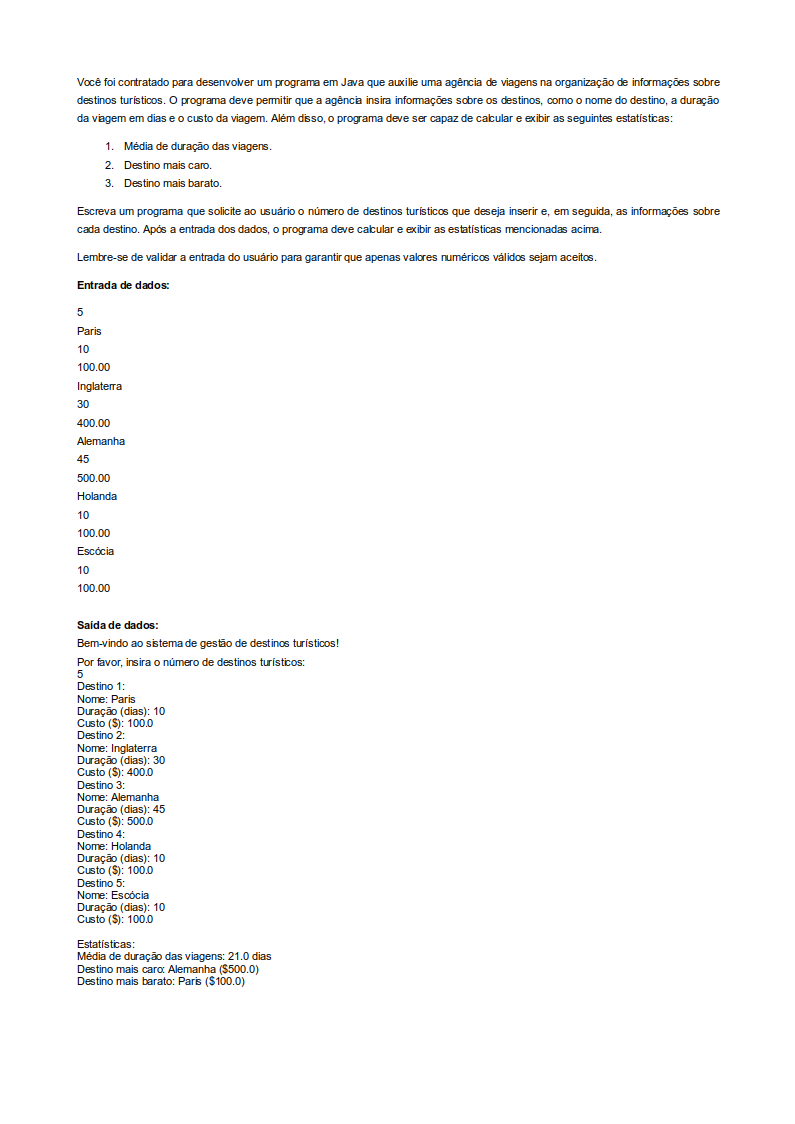 Você foi contratado para desenvolver um programa em Java que auxilie uma agência de viagens na organização de informações sobre
destinos turísticos. O programa deve permitir que a agência insira informações sobre os destinos, como o nome do destino, a duração
da viagem em dias e o custo da viagem. Além disso, o programa deve ser capaz de calcular e exibir as seguintes estatísticas:
1. Média de duração das viagens.
2. Destino mais caro.
3. Destino mais barato.
Escreva um programa que solicite ao usuário o número de destinos turísticos que deseja inserir e, em seguida, as informações sobre
cada destino. Após a entrada dos dados, o programa deve calcular e exibir as estatísticas mencionadas acima.
Lembre-se de validar a entrada do usuário para garantir que apenas valores numéricos válidos sejam aceitos.
Entrada de dados:
5
Paris
10
100.00
Inglaterra
30
400.00
Alemanha
45
500.00
Holanda
10
100.00
Escócia
10
100.00
Saída de dados:
Bem-vindo ao sistema de gestão de destinos turísticos!
Por favor, insira o número de destinos turísticos:
5
Destino 1:
Nome: Paris
Duração (dias): 10
Custo ($): 100.0
Destino 2:
Nome: Inglaterra
Duração (dias): 30
Custo ($): 400.0
Destino 3:
Nome: Alemanha
Duração (dias): 45
Custo ($): 500.0
Destino 4:
Nome: Holanda
Duração (dias): 10
Custo ($): 100.0
Destino 5:
Nome: Escócia
Duração (dias): 10
Custo ($): 100.0
Estatísticas:
Média de duração das viagens: 21.0 dias
Destino mais caro: Alemanha ($500.0)
Destino mais barato: Paris ($100.0)